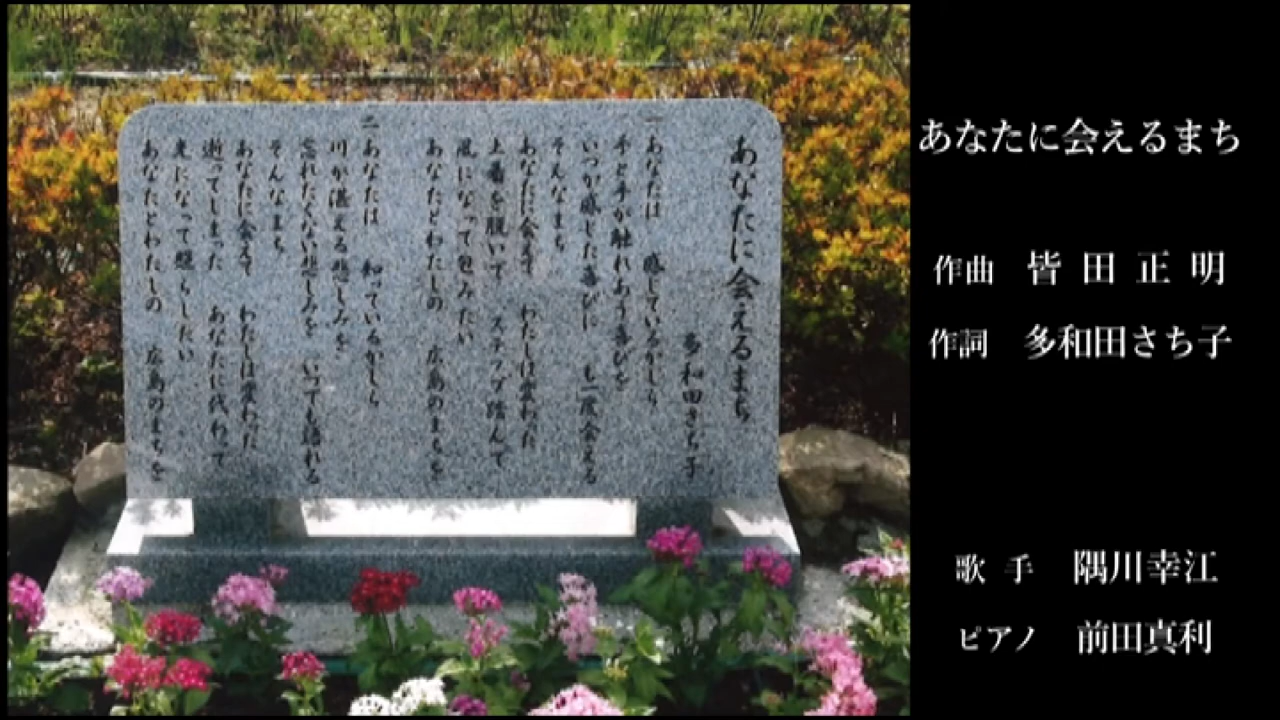 あなたに会えるまち
多和田さち子
一
あなたは 感じているかしら
手と手が触れあう喜びを
いつか感じた喜びに も一度会える
そんなまち
あなたに会えて わたしは変わった
上着を脱いで ステップ踏んで
風になって包みたい
あなたとわたしの 広島のまちを
二
あなたは 知っているかしら
川が湛える悲しみを
忘れたくない悲しみを いつでも語れる
そんなまち
あなたに会えて わたしは変わった
逝ってしまった あなたに代わって
光になって照らしたい
あなたとわたしの 広島のまちを
あなたに会えるまち
作曲 皆田正明
作詞 多和田さち子
歌手 隅川幸江
ピアノ 前田真利